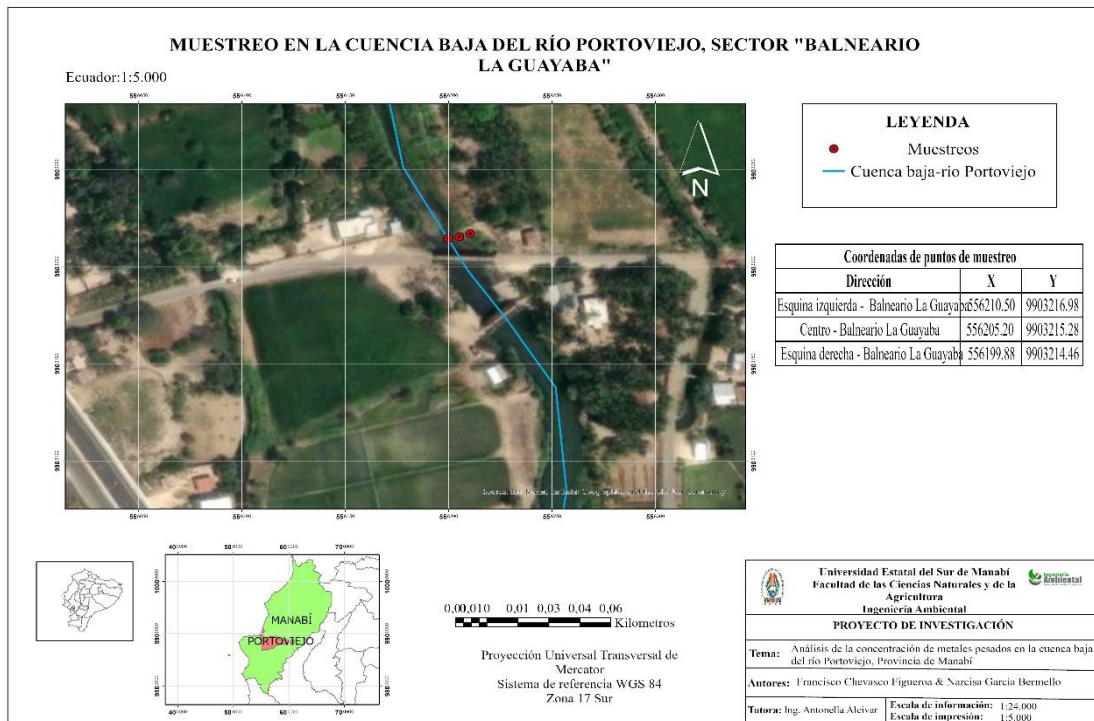 MUESTREO EN LA CUENCIA BAJA DEL RÍO PORTOVIEJO, SECTOR "BALNEARIO
LA GUAYABA"
Ecuador:1:5.000
N
LEYENDA
Muestreos
Cuenca baja-río Portoviejo
Coordenadas de puntos de muestreo
Dirección X Y
Esquina izquierda - Balneario La Guayaba 556210.50 9903216.98
Centro - Balneario La Guayaba 556205.20 9903215.28
Esquina derecha - Balneario La Guayaba 556199.88 9903214.46
MANABÍ
PORTOVIEJO
0,01 0,03 0,04 0,06
Kilometros
Proyección Universal Transversal de
Mercator
Sistema de referencia WGS 84
Zona 17 Sur
Universidad Estatal del Sur de Manabí
Facultad de las Ciencias Naturales y de la
Agricultura
Ingeniería Ambiental
Ingeniería
Ambiental
PROYECTO DE INVESTIGACIÓN
Tema: Análisis de la concentración de metales pesados en la cuenca baja
del río Portoviejo, Provincia de Manabí
Autores: Francisco Chevasco Figueroa & Narcisa García Bermello
Tutora: Ing. Antonella Alcívar
Escala de información: 1:24.000
Escala de impresión: 1:5.000